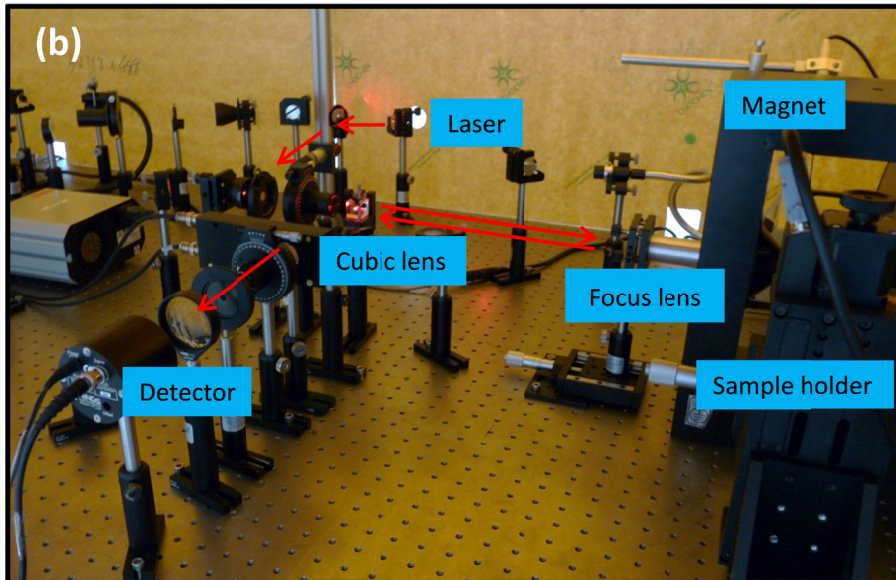 (b)
Laser
Magnet
Cubic lens
Focus lens
Detector
Sample holder